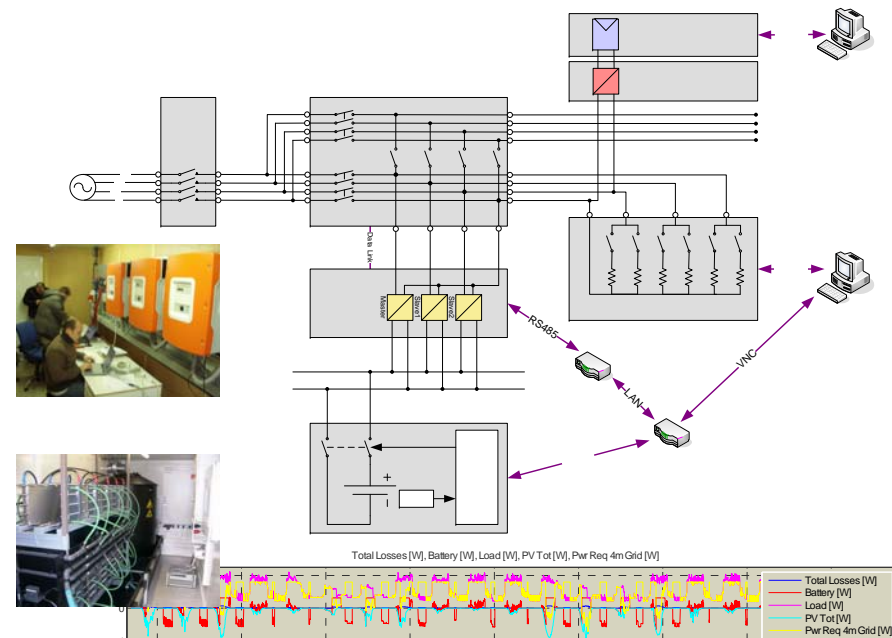 Data Link
Master
Slave1
Slave2
RS485
LAN
VNC
+
Total Losses [W], Battery [W], Load [W], PV Tot [W], Pwr Req 4m Grid [W]
0
Total Losses [W]
Battery [W]
Load [W]
PV Tot [W]
Pwr Req 4m Grid [W]